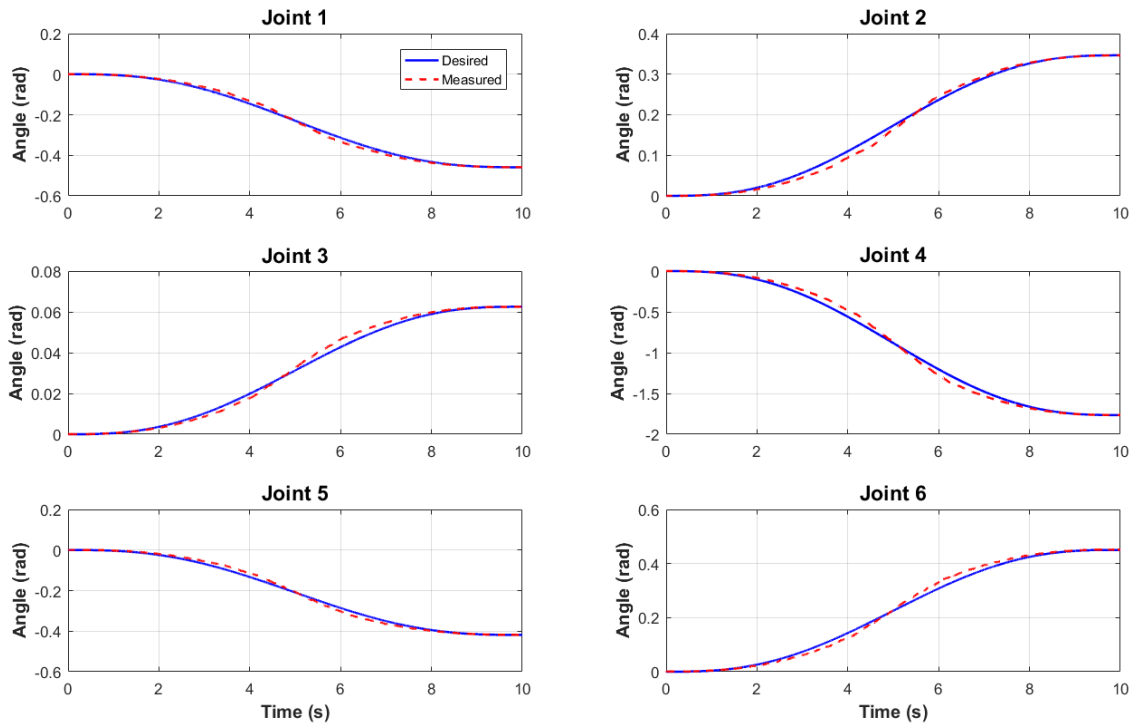 Joint 1
Joint 2
Angle (rad)
0.2
0
-0.2
-0.4
-0.6
0 2 4 6 8 10
Desired
Measured
Angle (rad)
0.4
0.3
0.2
0.1
0
0 2 4 6 8 10
Joint 3
Joint 4
Angle (rad)
0.08
0.06
0.04
0.02
0
0 2 4 6 8 10
Angle (rad)
0
-0.5
-1
-1.5
-2
0 2 4 6 8 10
Joint 5
Joint 6
Angle (rad)
0.2
0
-0.2
-0.4
-0.6
0 2 4 6 8 10
Time (s)
Angle (rad)
0.6
0.4
0.2
0
0 2 4 6 8 10
Time (s)